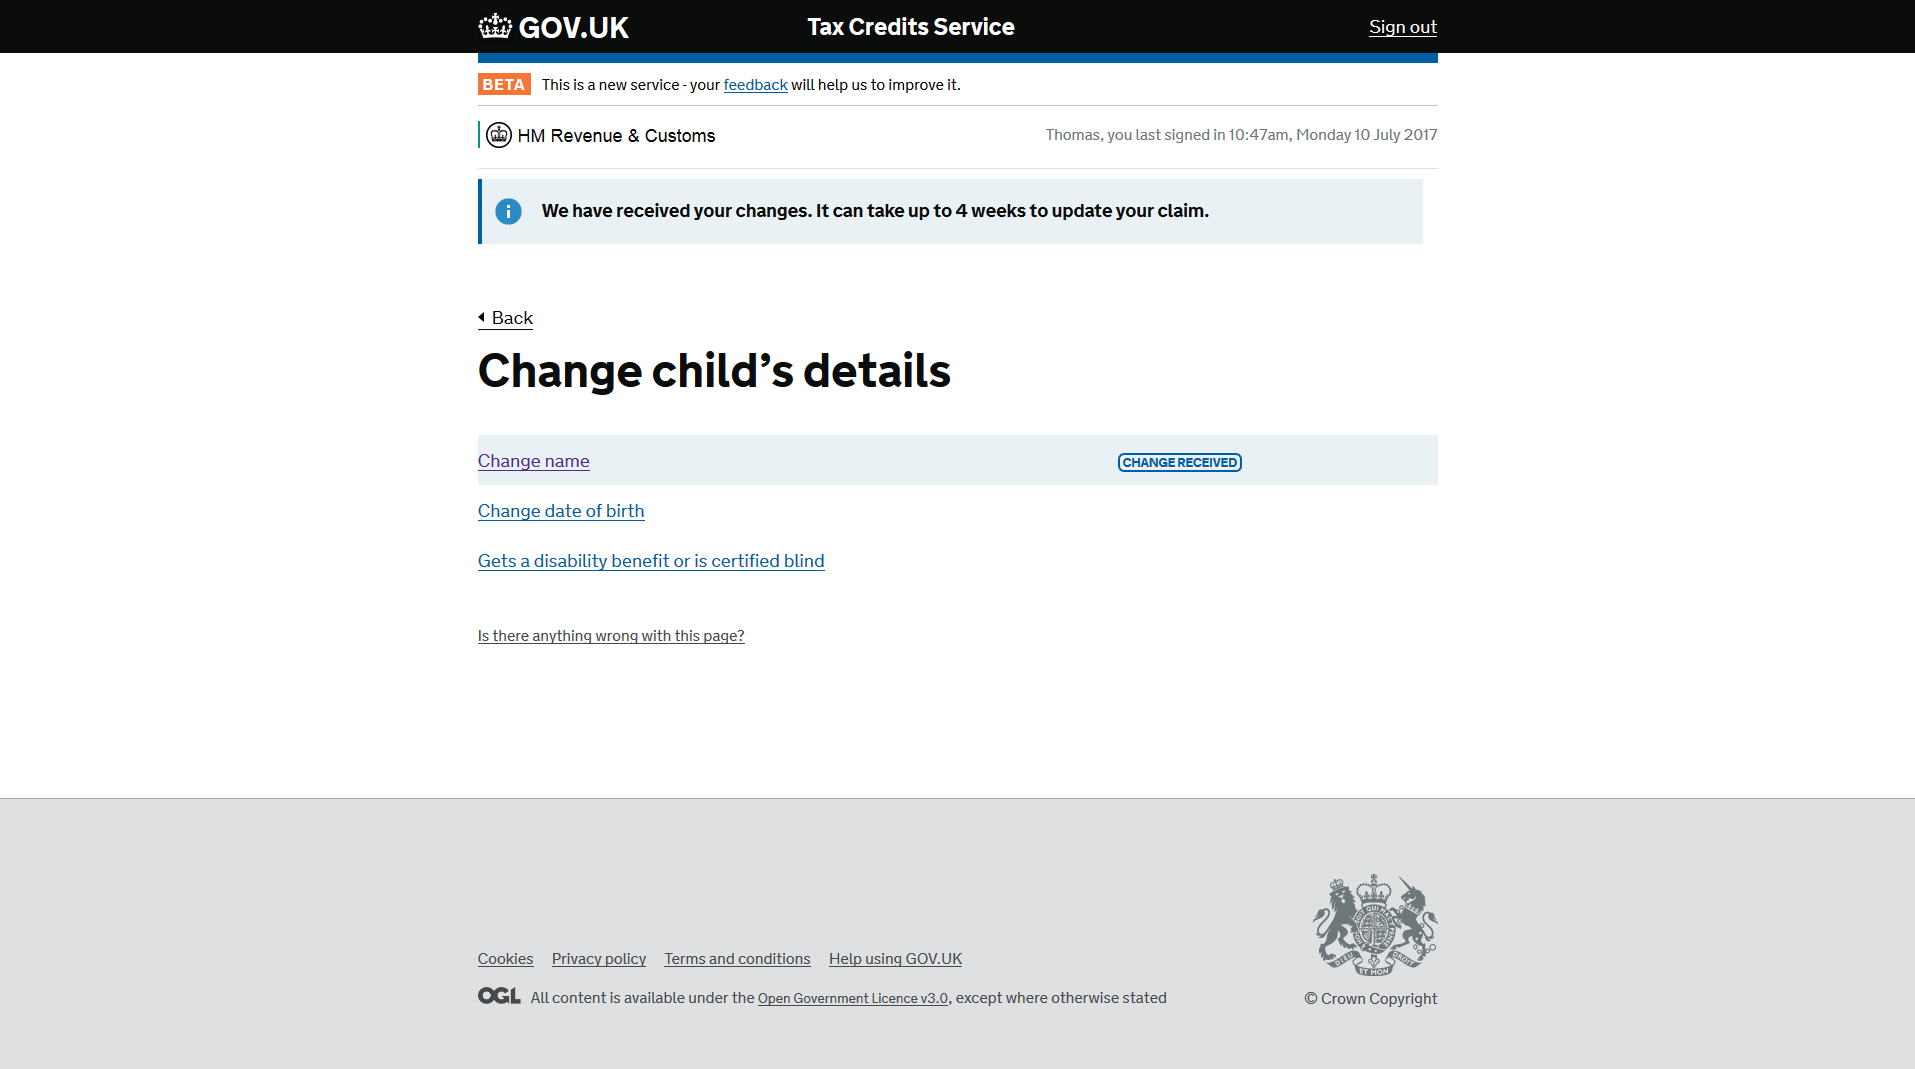 GOV.UK Tax Credits Service Sign out
BETA This is a new service - your feedback will help us to improve it.
HM Revenue & Customs Thomas, you last signed in 10:47am, Monday 10 July 2017
We have received your changes. It can take up to 4 weeks to update your claim.
Back
Change child’s details
Change name CHANGE RECEIVED
Change date of birth
Gets a disability benefit or is certified blind
Is there anything wrong with this page?
Cookies Privacy policy Terms and conditions Help using GOV.UK
OGL All content is available under the Open Government Licence v3.0, except where otherwise stated
DIEU ET MON DROIT
© Crown Copyright